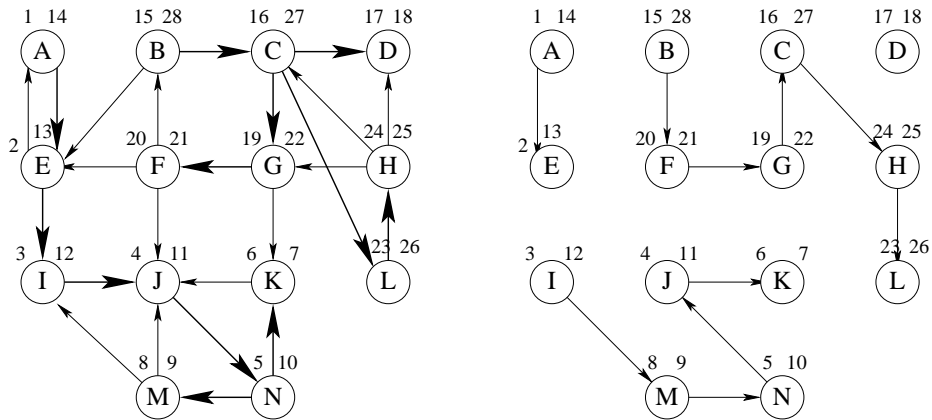 1 14 15 28 16 27 17 18 1 14 15 28 16 27 17 18
A B C D A B C D
2 13 20 21 19 22 24 25 2 13 20 21 19 22 24 25
E F G H E F G H
3 12 4 11 6 7 23 26 3 12 4 11 6 7 23 26
I J K L I J K L
8 9 5 10 8 9 5 10
M N M N